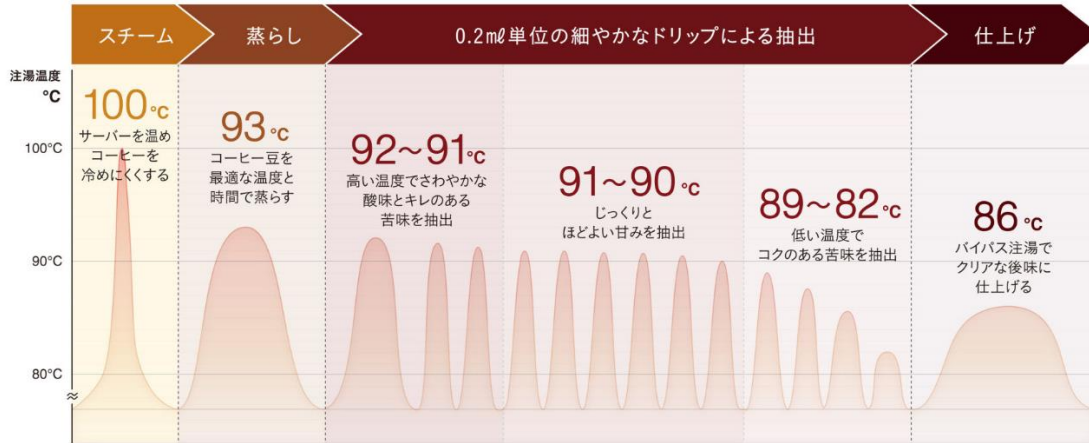 スチーム
蒸らし
0.2㎖単位の細やかなドリップによる抽出
仕上げ
注湯温度
℃
100℃
サーバーを温め
コーヒーを
冷めにくくする
93℃
コーヒー豆を
最適な温度と
時間で蒸らす
92～91℃
高い温度でさわやかな
酸味とキレのある
苦味を抽出
91～90℃
じっくりと
ほどよい甘みを抽出
89～82℃
低い温度で
コクのある苦味を抽出
86℃
バイパス注湯で
クリアな後味に
仕上げる
100℃
90℃
80℃